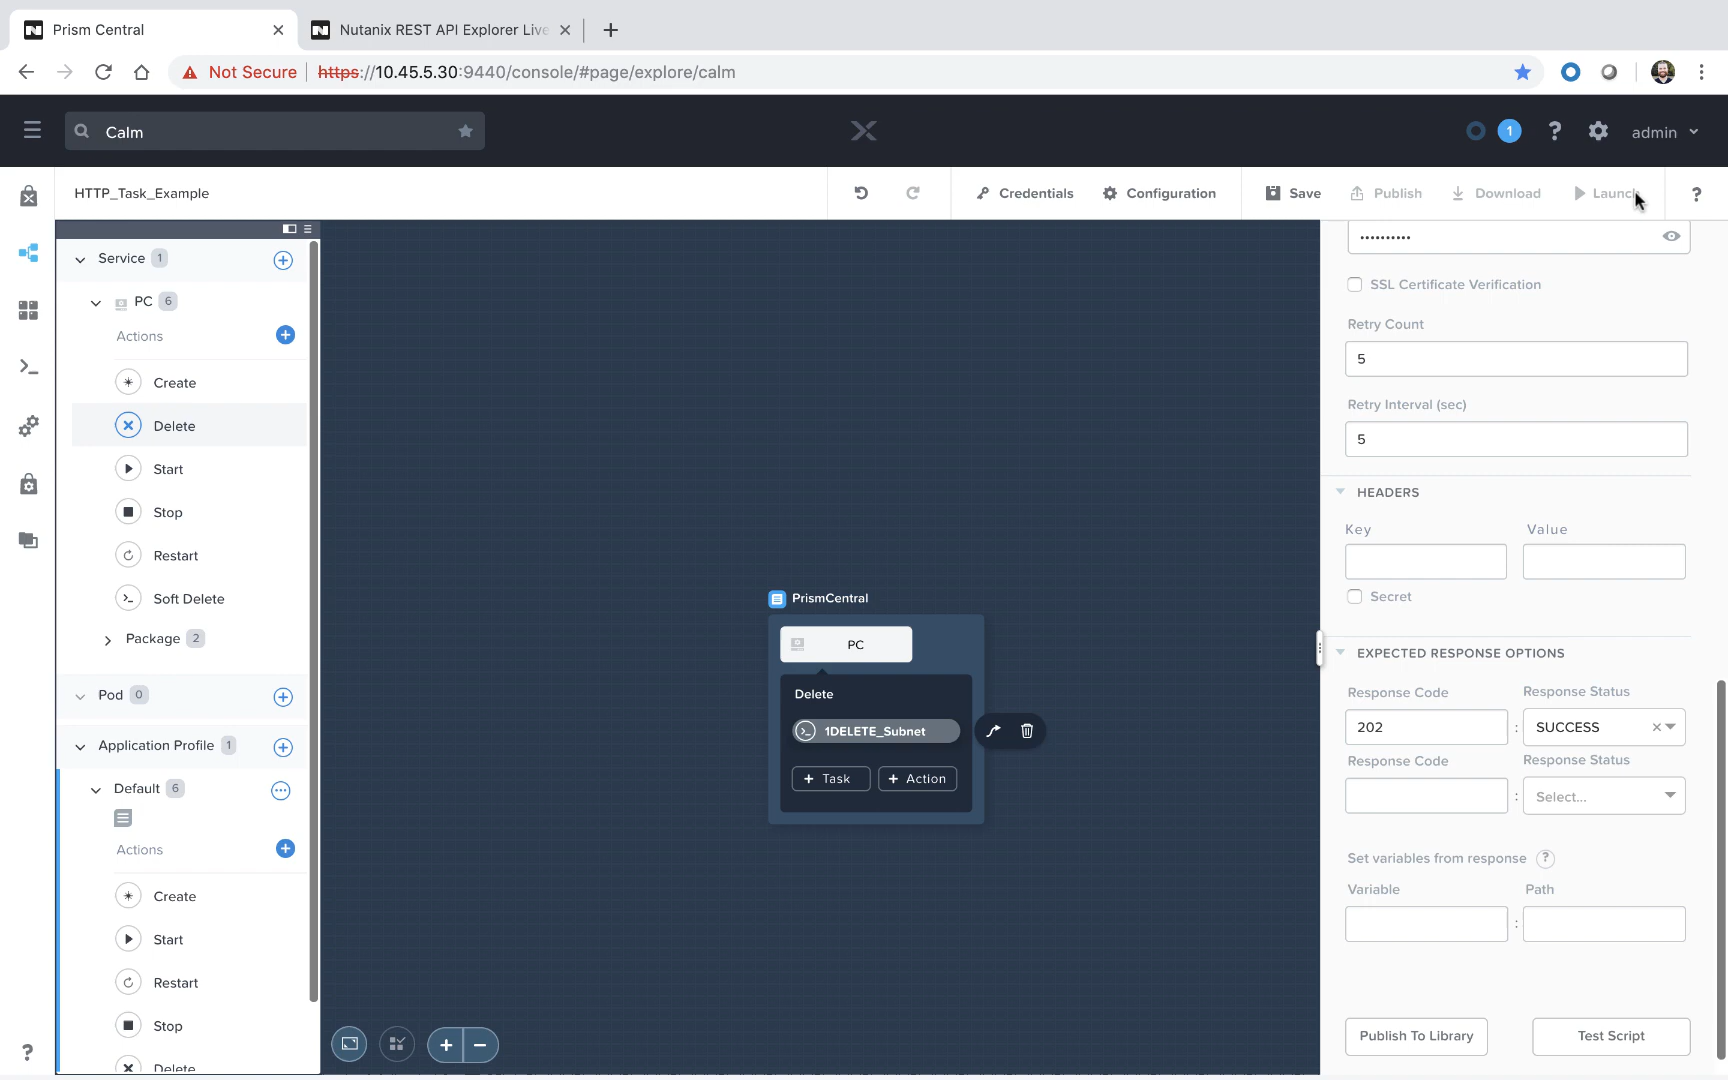 Prism Central
Nutanix REST API Explorer Live
Not Secure
https://10.45.5.30:9440/console/#page/explore/calm
Calm
1
?
admin
HTTP_Task_Example
Credentials
Configuration
Save
Publish
Download
Launch
?
Service 1
PC 6
Actions
Create
Delete
Start
Stop
Restart
Soft Delete
Package 2
Pod 0
Application Profile 1
Default 6
Actions
Create
Start
Restart
Stop
Delete
?
PrismCentral
PC
Delete
1DELETE_Subnet
+ Task
+ Action
SSL Certificate Verification
Retry Count
5
Retry Interval (sec)
5
HEADERS
Key Value
Secret
EXPECTED RESPONSE OPTIONS
Response Code Response Status
202 : SUCCESS
Response Code Response Status
: Select...
Set variables from response ?
Variable Path
:
Publish To Library
Test Script